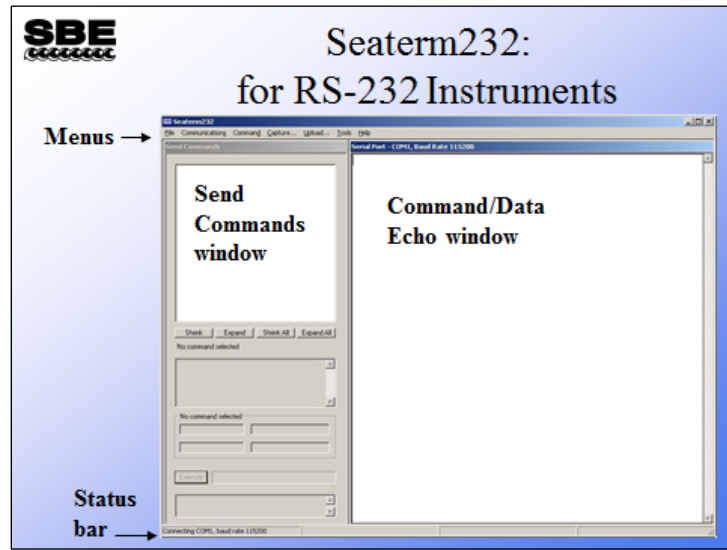 SBE
Seaterm232:
for RS-232 Instruments
Menus
Seaterm232
File Communications Command Capture... Upload... Tools Help
Send Commands
Serial Port - COM1, Baud Rate 115200
Send
Commands
window
Command/Data
Echo window
Shrink Expand Shrink All Expand All
No command selected
No command selected
Execute
Status
bar
Connecting COM1, baud rate 115200